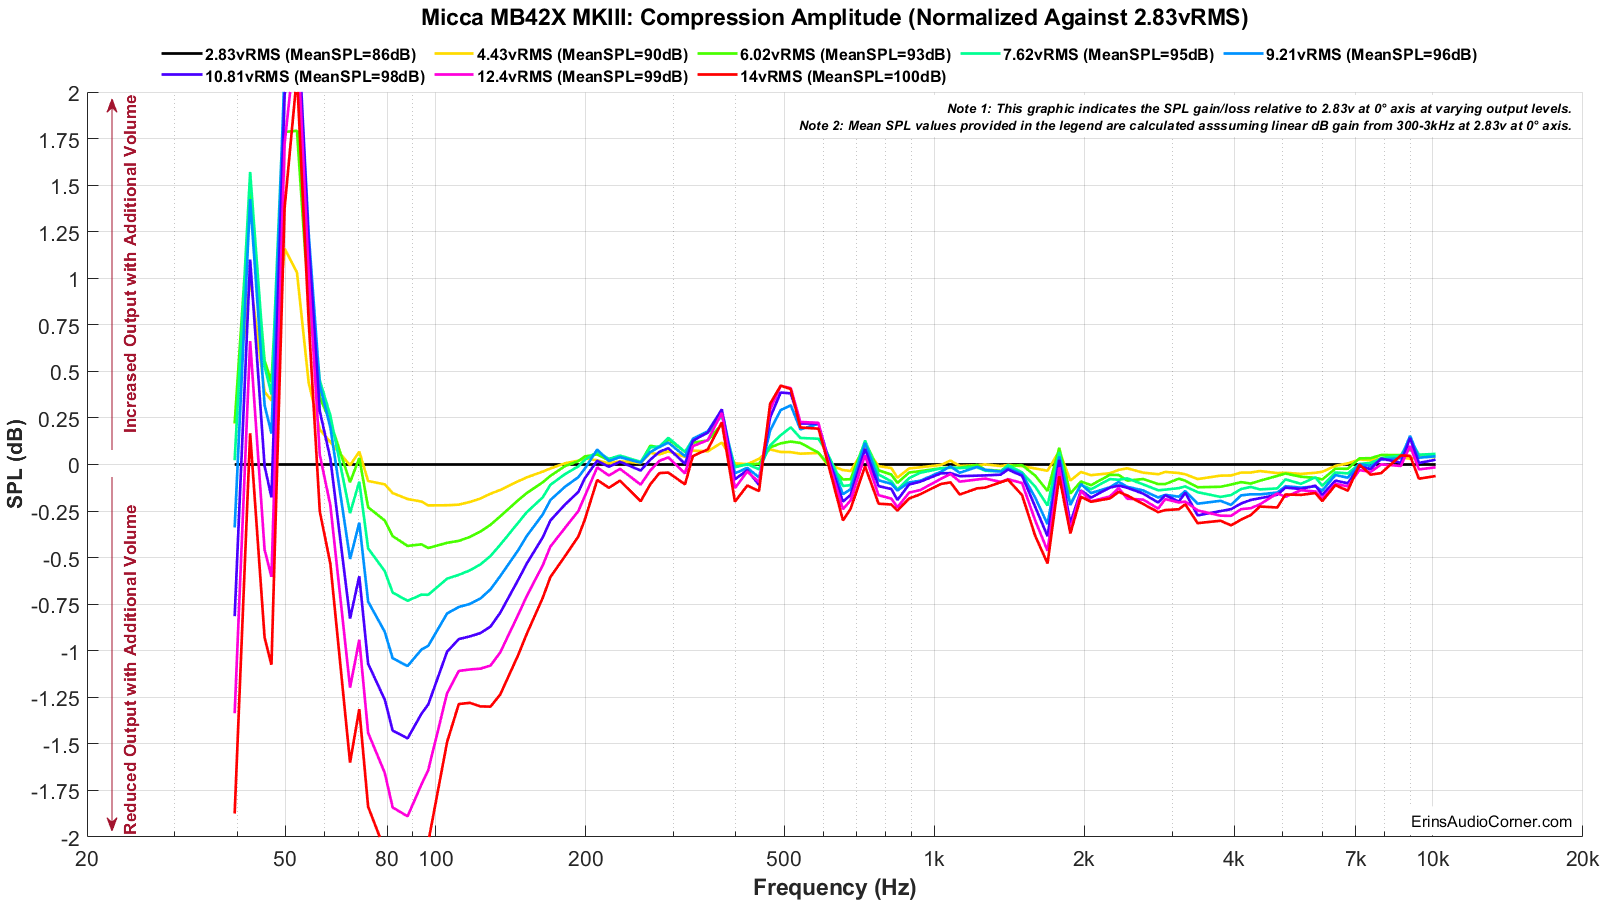 Micca MB42X MKIII: Compression Amplitude (Normalized Against 2.83vRMS)
2.83vRMS (MeanSPL=86dB) 4.43vRMS (MeanSPL=90dB) 6.02vRMS (MeanSPL=93dB) 7.62vRMS (MeanSPL=95dB) 9.21vRMS (MeanSPL=96dB)
10.81vRMS (MeanSPL=98dB) 12.4vRMS (MeanSPL=99dB) 14vRMS (MeanSPL=100dB)
Note 1: This graphic indicates the SPL gain/loss relative to 2.83v at 0° axis at varying output levels.
Note 2: Mean SPL values provided in the legend are calculated asssuming linear dB gain from 300-3kHz at 2.83v at 0° axis.
SPL (dB)
2
1.75
1.5
1.25
1
0.75
0.5
0.25
0
-0.25
-0.5
-0.75
-1
-1.25
-1.5
-1.75
-2
Increased Output with Additional Volume
Reduced Output with Additional Volume
ErinsAudioCorner.com
20 50 80 100 200 500 1k 2k 4k 7k 10k 20k
Frequency (Hz)